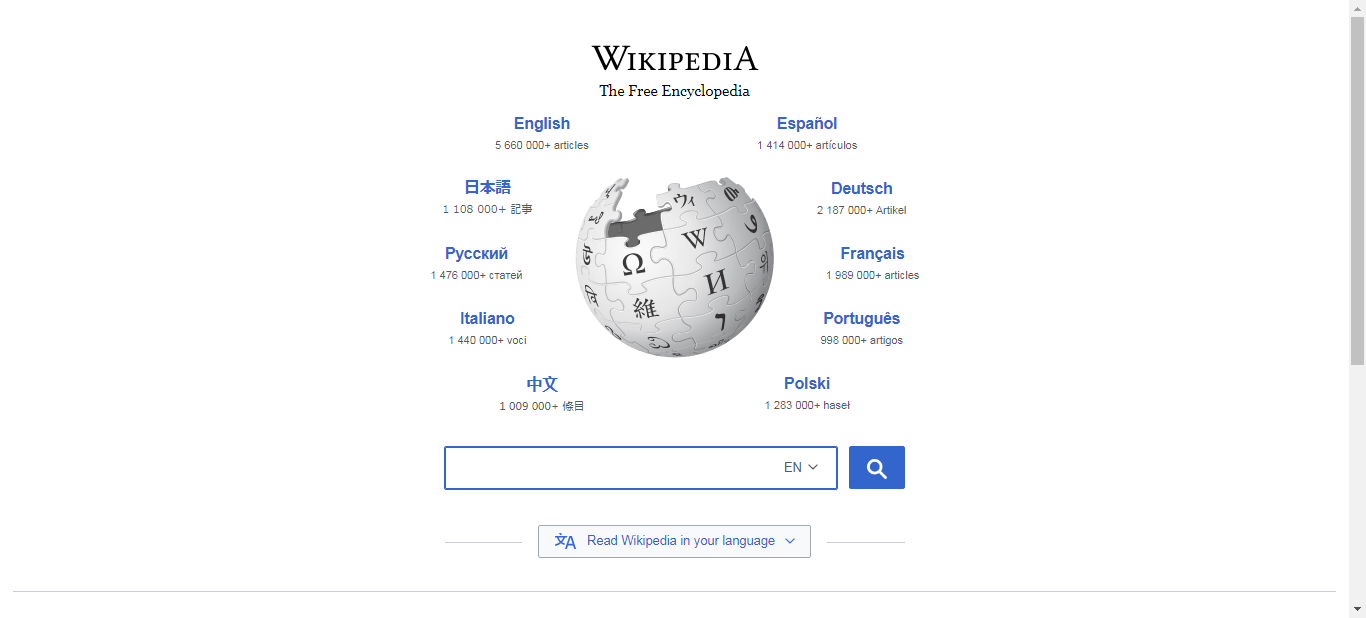 WIKIPEDIA
The Free Encyclopedia
English
5 660 000+ articles
Español
1 414 000+ artículos
日本語
1 108 000+ 記事
Deutsch
2 187 000+ Artikel
Русский
1 476 000+ статей
Français
1 989 000+ articles
Italiano
1 440 000+ voci
Português
998 000+ artigos
中文
1 009 000+ 條目
Polski
1 283 000+ haseł
ウィ
W
Ω
И
維
EN
Read Wikipedia in your language